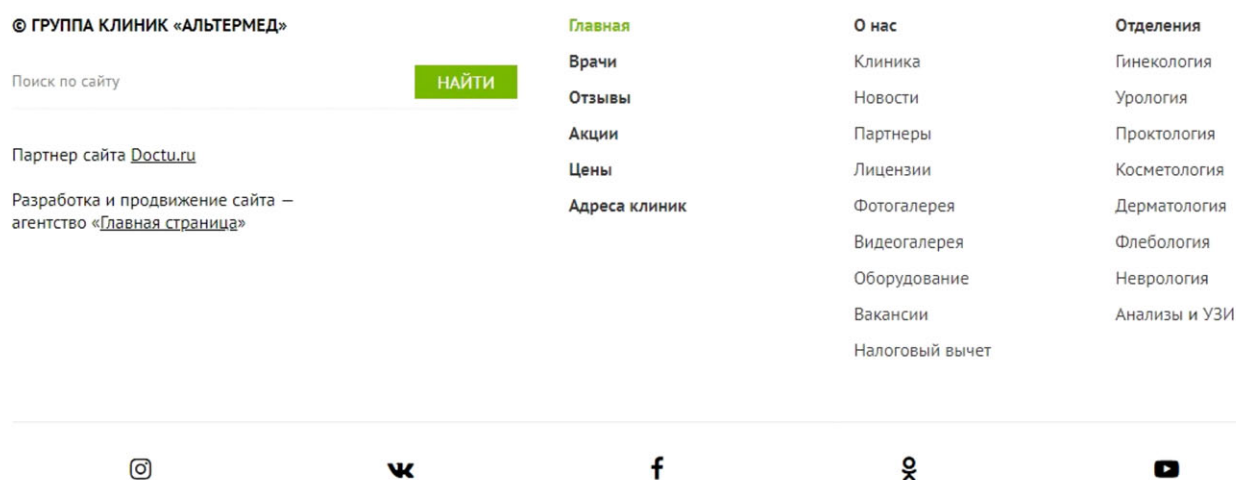 © ГРУППА КЛИНИК «АЛЬТЕРМЕД»
Поиск по сайту
НАЙТИ
Партнер сайта Doctu.ru
Разработка и продвижение сайта —
агентство «Главная страница»
Главная
Врачи
Отзывы
Акции
Цены
Адреса клиник
О нас
Клиника
Новости
Партнеры
Лицензии
Фотогалерея
Видеогалерея
Оборудование
Вакансии
Налоговый вычет
Отделения
Гинекология
Урология
Проктология
Косметология
Дерматология
Флебология
Неврология
Анализы и УЗИ